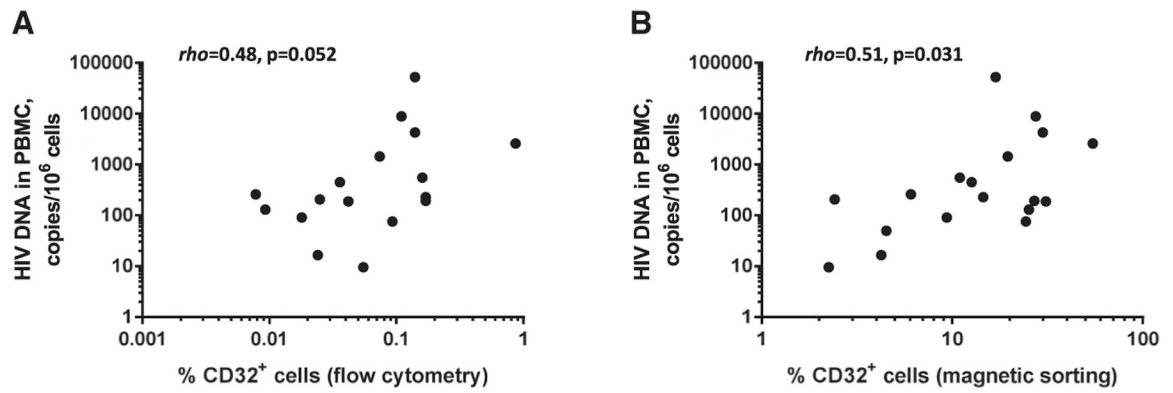 A
rho=0.48, p=0.052
HIV DNA in PBMC,
copies/10⁶ cells
100000
10000
1000
100
10
1
0.001
0.01
0.1
1
% CD32⁺ cells (flow cytometry)
B
rho=0.51, p=0.031
HIV DNA in PBMC,
copies/10⁶ cells
100000
10000
1000
100
10
1
1
10
100
% CD32⁺ cells (magnetic sorting)